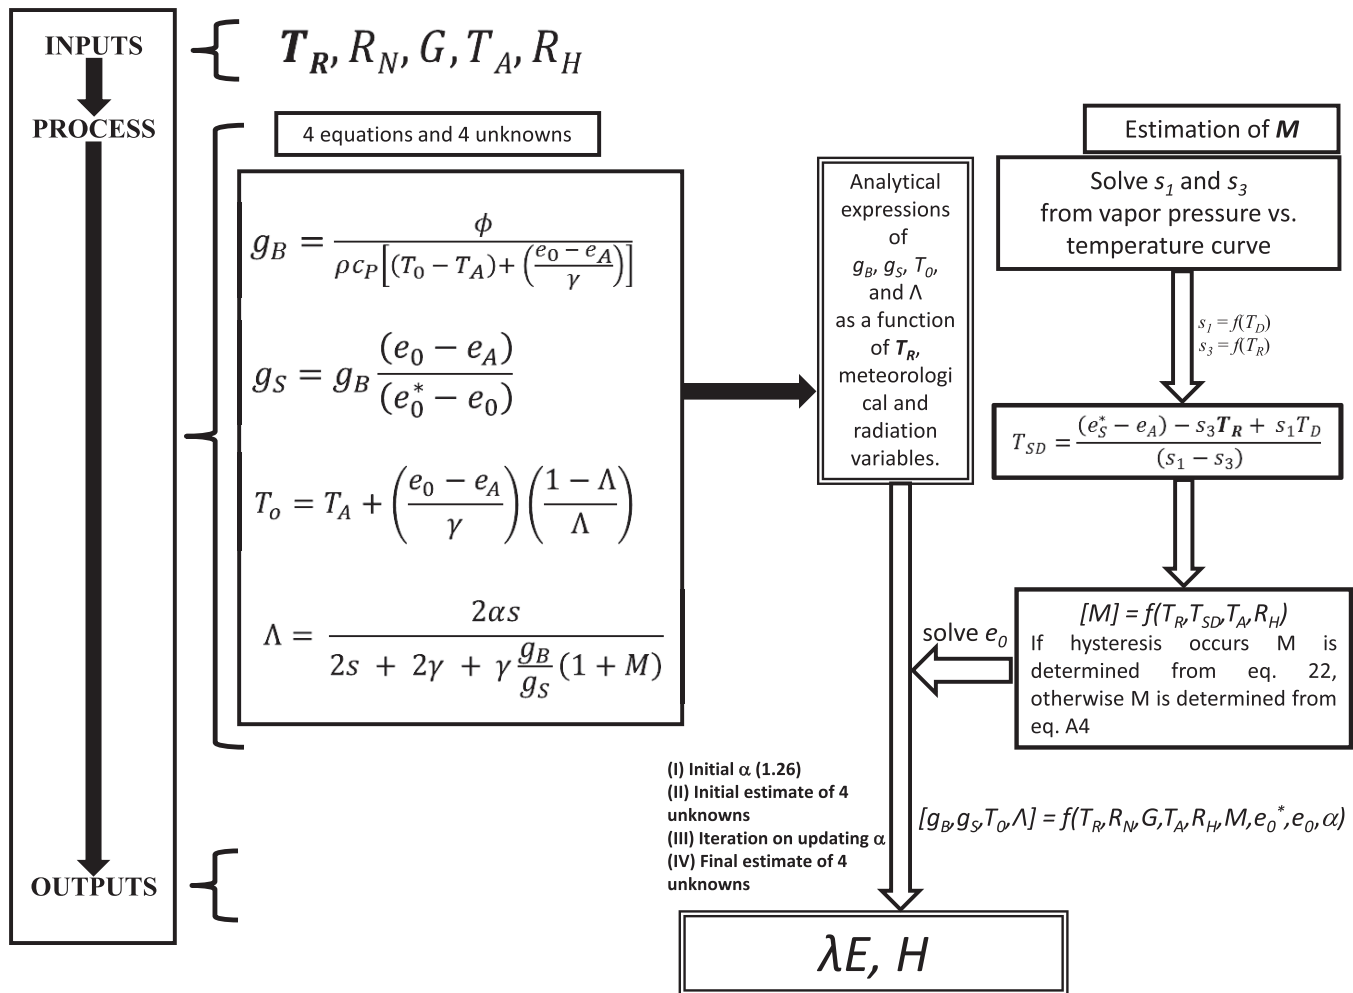 INPUTS
T_R, R_N, G, T_A, R_H
PROCESS
4 equations and 4 unknowns
g_B = ϕ / ρc_P[(T_0 − T_A)+ ((e_0 − e_A)/γ)]
g_S = g_B (e_0 − e_A)/(e_0^* − e_0)
T_o = T_A + ((e_0 − e_A)/γ)((1 − Λ)/Λ)
Λ = 2αs / (2s + 2γ + γ (g_B/g_S)(1 + M))
Analytical
expressions
of
g_B, g_S, T_0,
and Λ
as a function
of T_R,
meteorologi
cal and
radiation
variables.
Estimation of M
Solve s_1 and s_3
from vapor pressure vs.
temperature curve
s_1 = f(T_D)
s_3 = f(T_R)
T_SD = ((e_S^* − e_A) − s_3T_R + s_1T_D)/(s_1 − s_3)
[M] = f(T_R,T_SD,T_A,R_H)
If hysteresis occurs M is
determined from eq. 22,
otherwise M is determined from
eq. A4
solve e_0
(I) Initial α (1.26)
(II) Initial estimate of 4
unknowns
(III) Iteration on updating α
(IV) Final estimate of 4
unknowns
[g_B,g_S,T_0,Λ] = f(T_R,R_N,G,T_A,R_H,M,e_0^*,e_0,α)
OUTPUTS
λE, H